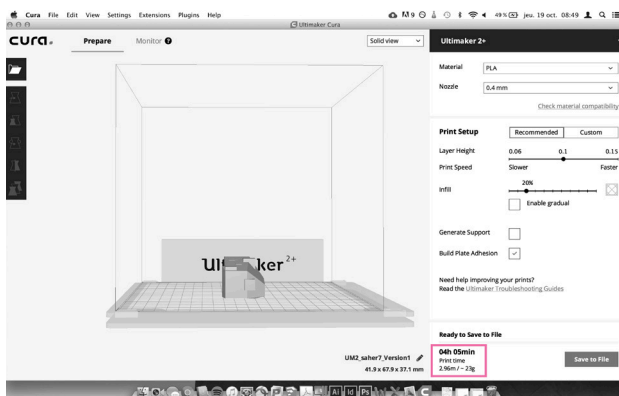 Cura File Edit View Settings Extensions Plugins Help
49% jeu. 19 oct. 08:49
Ultimaker Cura
cura.
Prepare Monitor
Solid view
Ultimaker 2+
Material PLA
Nozzle 0.4 mm
Check material compatibility
Print Setup Recommended Custom
Layer Height 0.06 0.1 0.15
Print Speed Slower Faster
Infill 20%
Enable gradual
Generate Support
Build Plate Adhesion
Need help improving your prints?
Read the Ultimaker Troubleshooting Guides
Ready to Save to File
UM2_saher7_Version1
41.9 x 67.9 x 37.1 mm
04h 05min
Print time
2.96m / ~ 23g
Save to File
Ai Id Ps